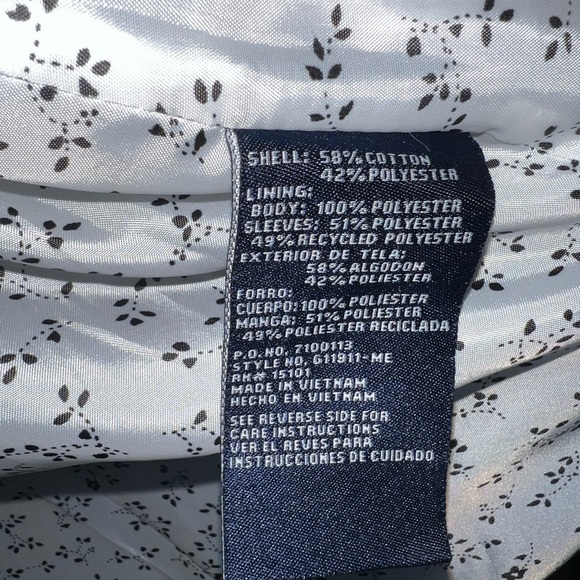 SHELL: 58% COTTON
42% POLYESTER
LINING:
BODY: 100% POLYESTER
SLEEVES: 51% POLYESTER
49% RECYCLED POLYESTER
EXTERIOR DE TELA:
58% ALGODON
42% POLIESTER
FORRO:
CUERPO: 100% POLIESTER
MANGA: 51% POLIESTER
49% POLIESTER RECICLADA
P.O. NO. 7100113
STYLE NO. G11911-ME
RN# 15101
MADE IN VIETNAM
HECHO EN VIETNAM
SEE REVERSE SIDE FOR
CARE INSTRUCTIONS
VER EL REVES PARA
INSTRUCCIONES DE CUIDADO